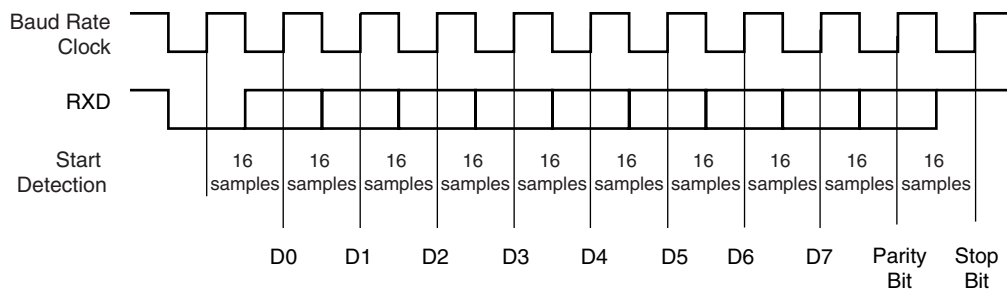 Baud Rate
Clock
RXD
Start
Detection
16 16 16 16 16 16 16 16 16 16
samples samples samples samples samples samples samples samples samples samples
D0 D1 D2 D3 D4 D5 D6 D7 Parity Stop
Bit Bit